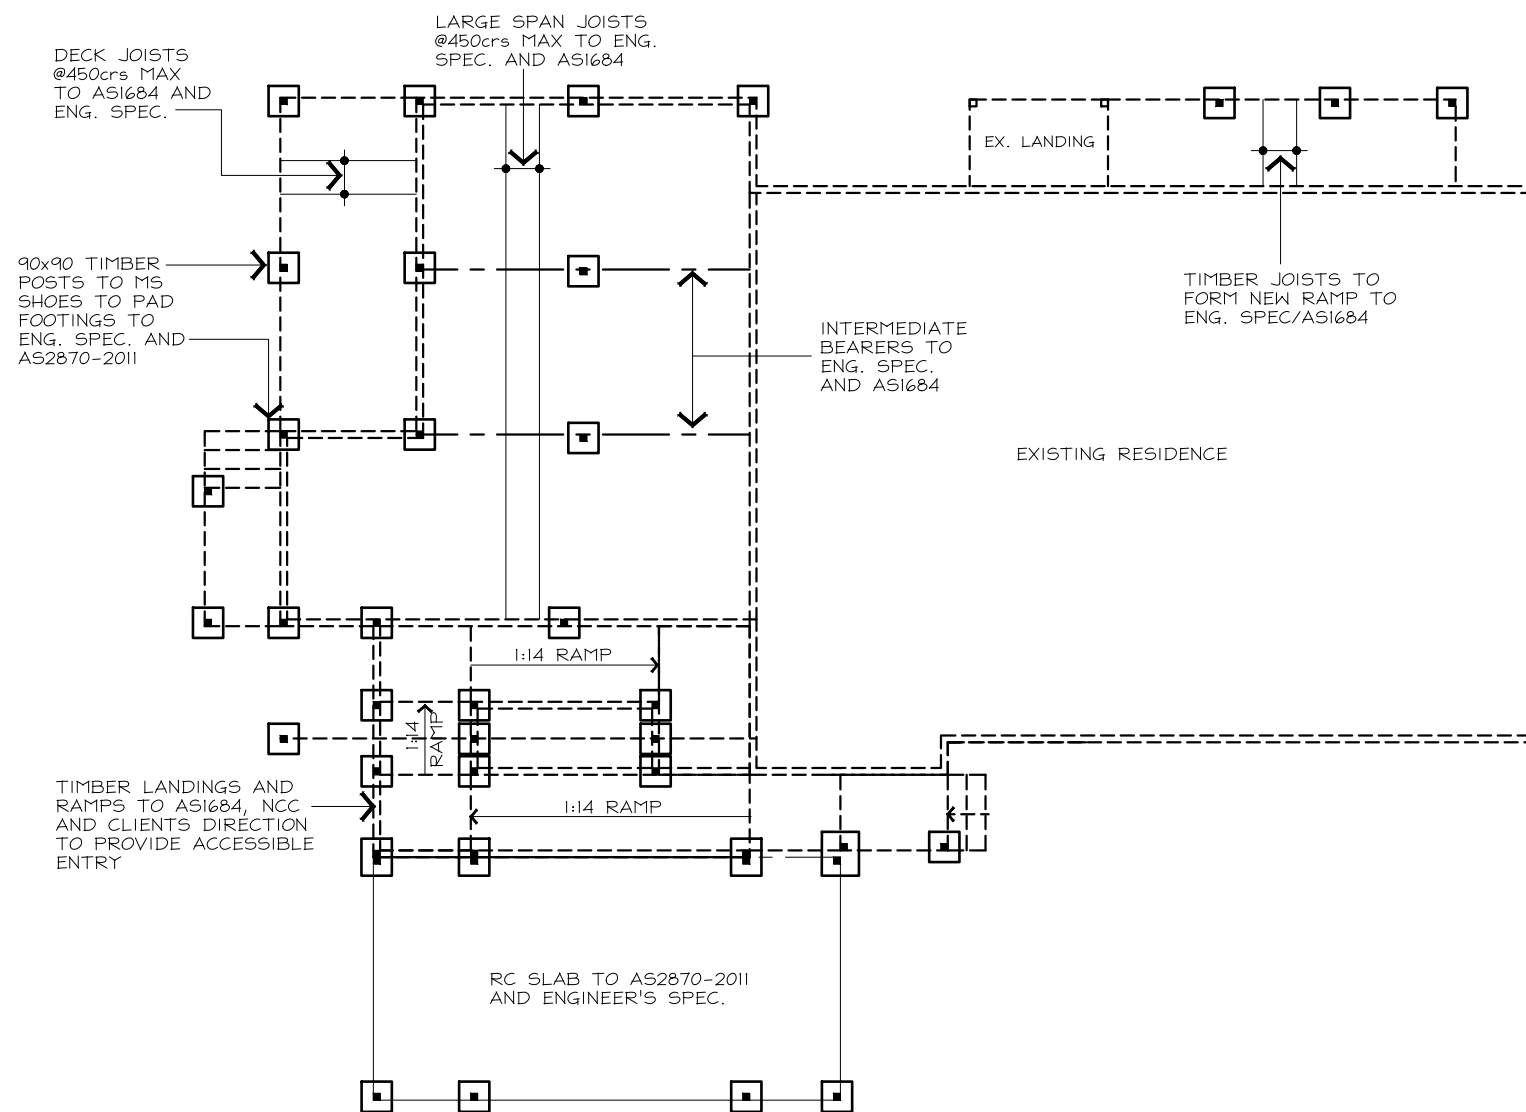 LARGE SPAN JOISTS
@450crs MAX TO ENG.
SPEC. AND AS1684
DECK JOISTS
@450crs MAX
TO AS1684 AND
ENG. SPEC.
EX. LANDING
90x90 TIMBER
POSTS TO MS
SHOES TO PAD
FOOTINGS TO
ENG. SPEC. AND
AS2870-2011
TIMBER JOISTS TO
FORM NEW RAMP TO
ENG. SPEC/AS1684
INTERMEDIATE
BEARERS TO
ENG. SPEC.
AND AS1684
EXISTING RESIDENCE
1:14 RAMP
1:14
RAMP
TIMBER LANDINGS AND
RAMPS TO AS1684, NCC
AND CLIENTS DIRECTION
TO PROVIDE ACCESSIBLE
ENTRY
1:14 RAMP
RC SLAB TO AS2870-2011
AND ENGINEER'S SPEC.